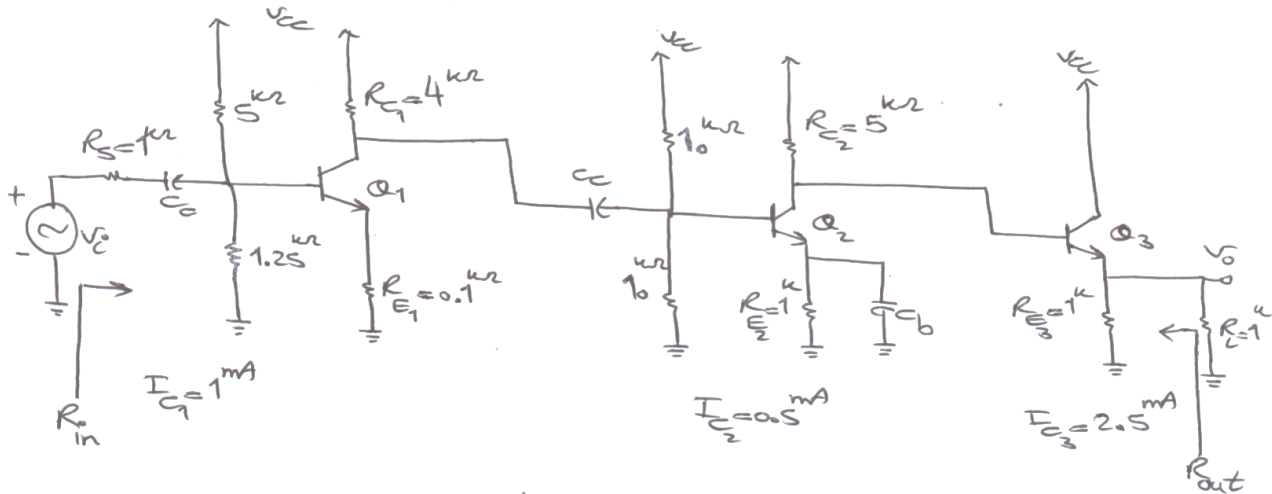 Vcc
Vcc
Vcc
5kΩ
RC1=4kΩ
RS=1kΩ
10kΩ
RC2=5kΩ
Cc
Cc
Q1
Q2
Q3
+
-
Vi
1.25kΩ
RE1=0.1kΩ
10kΩ
RE2=1k
Cb
RE3=1k
Vo
RL=1k
Rin
IC1=1mA
IC2=0.5mA
IC3=2.5mA
Rout